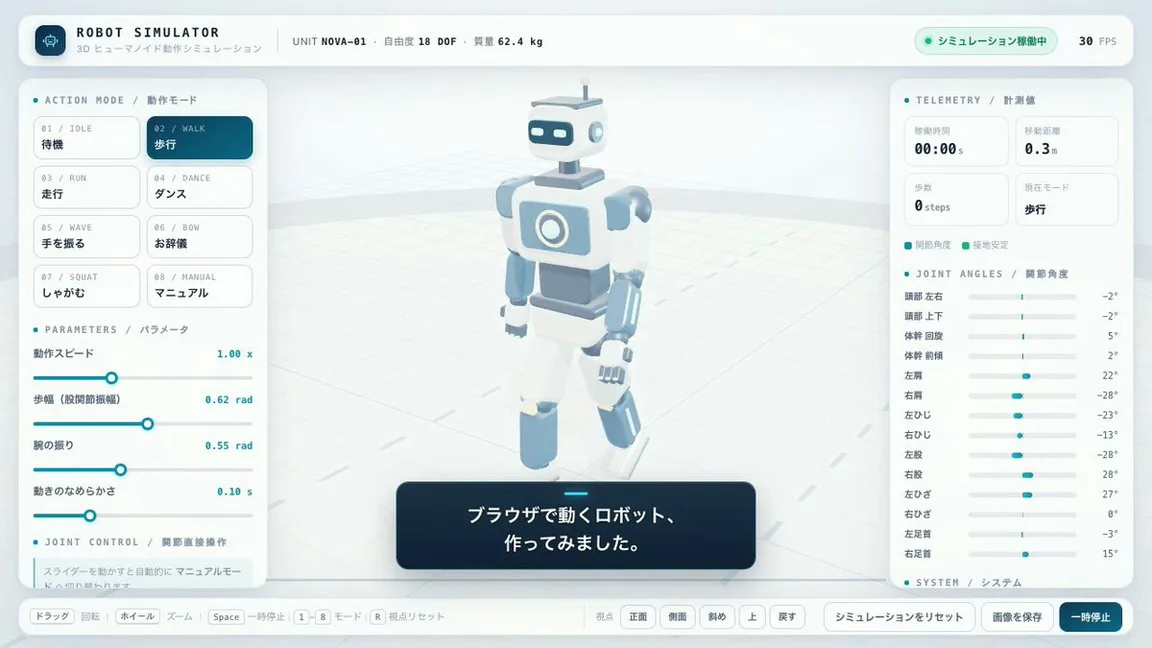 ROBOT SIMULATOR
3D ヒューマノイド動作シミュレーション
UNIT NOVA-01 · 自由度 18 DOF · 質量 62.4 kg
シミュレーション稼働中
30 FPS
ACTION MODE / 動作モード
01 / IDLE
待機
02 / WALK
歩行
03 / RUN
走行
04 / DANCE
ダンス
05 / WAVE
手を振る
06 / BOW
お辞儀
07 / SQUAT
しゃがむ
08 / MANUAL
マニュアル
PARAMETERS / パラメータ
動作スピード 1.00 x
歩幅（股関節振幅） 0.62 rad
腕の振り 0.55 rad
動きのなめらかさ 0.10 s
JOINT CONTROL / 関節直接操作
スライダーを動かすと自動的に マニュアルモー
ド へ切り替わります
ブラウザで動くロボット、
作ってみました。
TELEMETRY / 計測値
稼働時間
00:00 s
移動距離
0.3 m
歩数
0 steps
現在モード
歩行
関節角度 接地安定
JOINT ANGLES / 関節角度
頭部 左右 −2°
頭部 上下 −2°
体幹 回旋 5°
体幹 前傾 2°
左肩 22°
右肩 −28°
左ひじ −23°
右ひじ −13°
左股 −28°
右股 28°
左ひざ 27°
右ひざ 0°
左足首 −3°
右足首 15°
SYSTEM / システム
ドラッグ 回転 ホイール ズーム Space 一時停止 1 – 8 モード R 視点リセット
視点 正面 側面 斜め 上 戻す
シミュレーションをリセット 画像を保存 一時停止